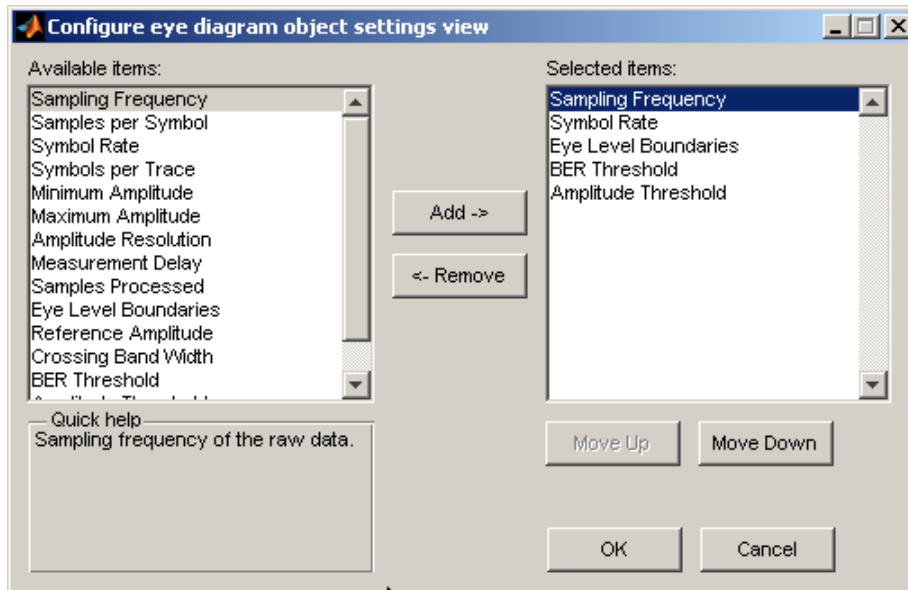 Configure eye diagram object settings view
Available items:
Sampling Frequency
Samples per Symbol
Symbol Rate
Symbols per Trace
Minimum Amplitude
Maximum Amplitude
Amplitude Resolution
Measurement Delay
Samples Processed
Eye Level Boundaries
Reference Amplitude
Crossing Band Width
BER Threshold
Add ->
<- Remove
Selected items:
Sampling Frequency
Symbol Rate
Eye Level Boundaries
BER Threshold
Amplitude Threshold
Quick help
Sampling frequency of the raw data.
Move Up
Move Down
OK
Cancel